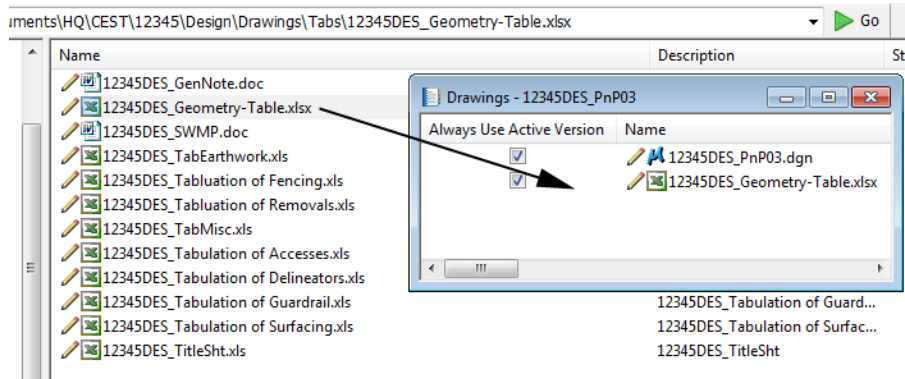 uments\HQ\CEST\12345\Design\Drawings\Tabs\12345DES_Geometry-Table.xlsx
Go
Name
Description
St
12345DES_GenNote.doc
12345DES_Geometry-Table.xlsx
12345DES_SWMP.doc
12345DES_TabEarthwork.xls
12345DES_Tabluation of Fencing.xls
12345DES_Tabluation of Removals.xls
12345DES_TabMisc.xls
12345DES_Tabulation of Accesses.xls
12345DES_Tabulation of Delineators.xls
12345DES_Tabulation of Guardrail.xls
12345DES_Tabulation of Guard...
12345DES_Tabulation of Surfacing.xls
12345DES_Tabulation of Surfac...
12345DES_TitleSht.xls
12345DES_TitleSht
Drawings - 12345DES_PnP03
Always Use Active Version
Name
12345DES_PnP03.dgn
12345DES_Geometry-Table.xlsx